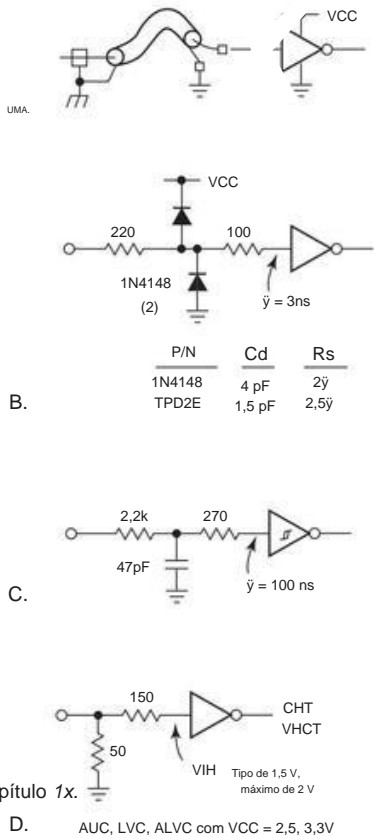 VCC
UMA.
VCC
220
100
1N4148
(2)
ÿ = 3ns
P/N Cd Rs
1N4148 4 pF 2ÿ
TPD2E 1,5 pF 2,5ÿ
B.
2,2k
270
47pF
ÿ = 100 ns
C.
150
CHT
VHCT
50
VIH
Tipo de 1,5 V,
máximo de 2 V
pítulo 1x.
D.
AUC, LVC, ALVC com VCC = 2,5, 3,3V